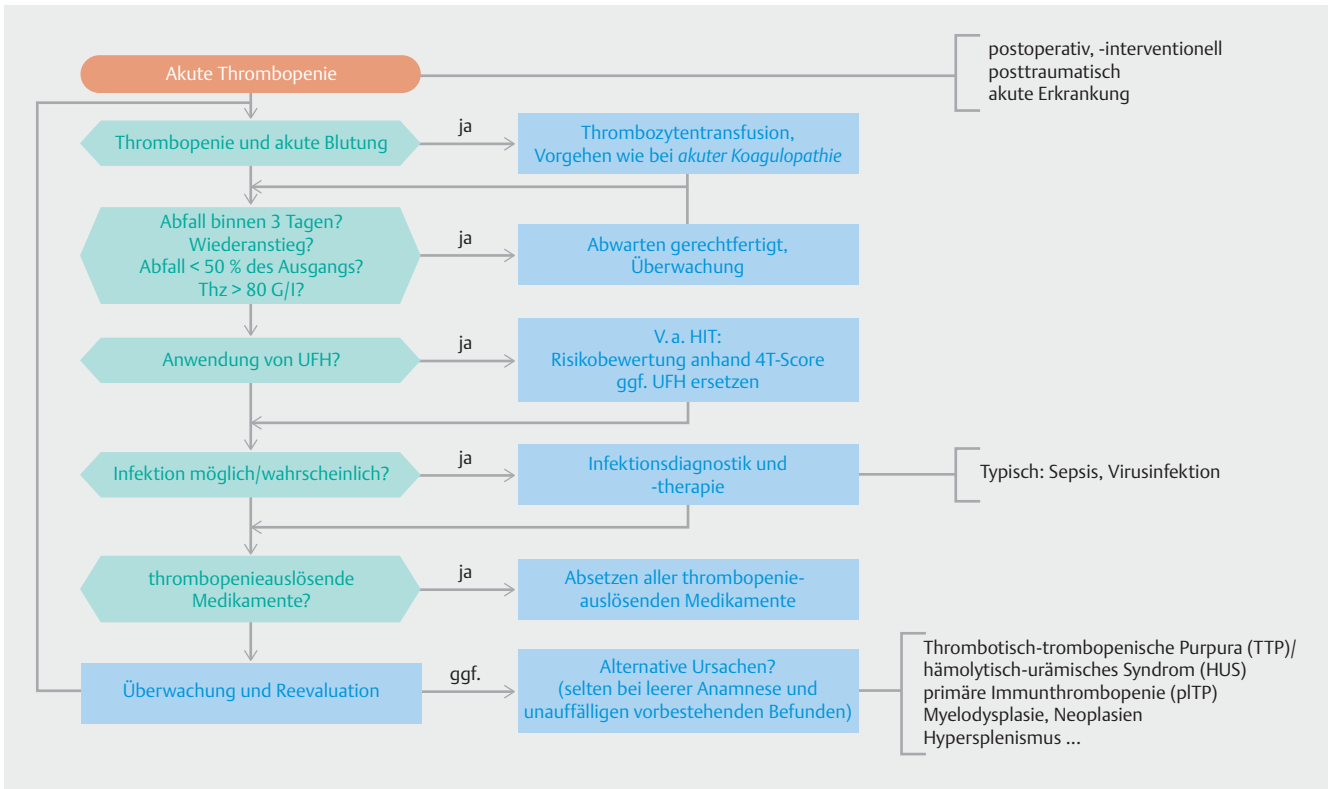 Akute Thrombopenie
postoperativ, -interventionell
posttraumatisch
akute Erkrankung
Thrombopenie und akute Blutung
ja
Thrombozytentransfusion,
Vorgehen wie bei akuter Koagulopathie
Abfall binnen 3 Tagen?
Wiederanstieg?
Abfall < 50 % des Ausgangs?
Thz > 80 G/l?
ja
Abwarten gerechtfertigt,
Überwachung
Anwendung von UFH?
ja
V. a. HIT:
Risikobewertung anhand 4T-Score
ggf. UFH ersetzen
Infektion möglich/wahrscheinlich?
ja
Infektionsdiagnostik und
-therapie
Typisch: Sepsis, Virusinfektion
thrombopenieauslösende
Medikamente?
ja
Absetzen aller thrombopenie-
auslösenden Medikamente
Überwachung und Reevaluation
ggf.
Alternative Ursachen?
(selten bei leerer Anamnese und
unauffälligen vorbestehenden Befunden)
Thrombotisch-trombopenische Purpura (TTP)/
hämolytisch-urämisches Syndrom (HUS)
primäre Immunthrombopenie (pITP)
Myelodysplasie, Neoplasien
Hypersplenismus ...